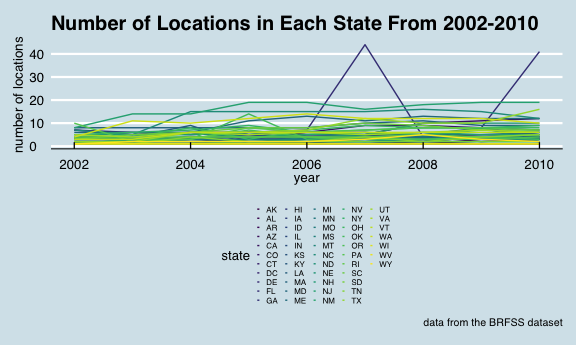 Number of Locations in Each State From 2002-2010
number of locations
40
30
20
10
0
2002 2004 2006 2008 2010
year
state
AK HI MI NV UT
AL IA MN NY VA
AR ID MO OH VT
AZ IL MS OK WA
CA IN MT OR WI
CO KS NC PA WV
CT KY ND RI WY
DC LA NE SC
DE MA NH SD
FL MD NJ TN
GA ME NM TX
data from the BRFSS dataset